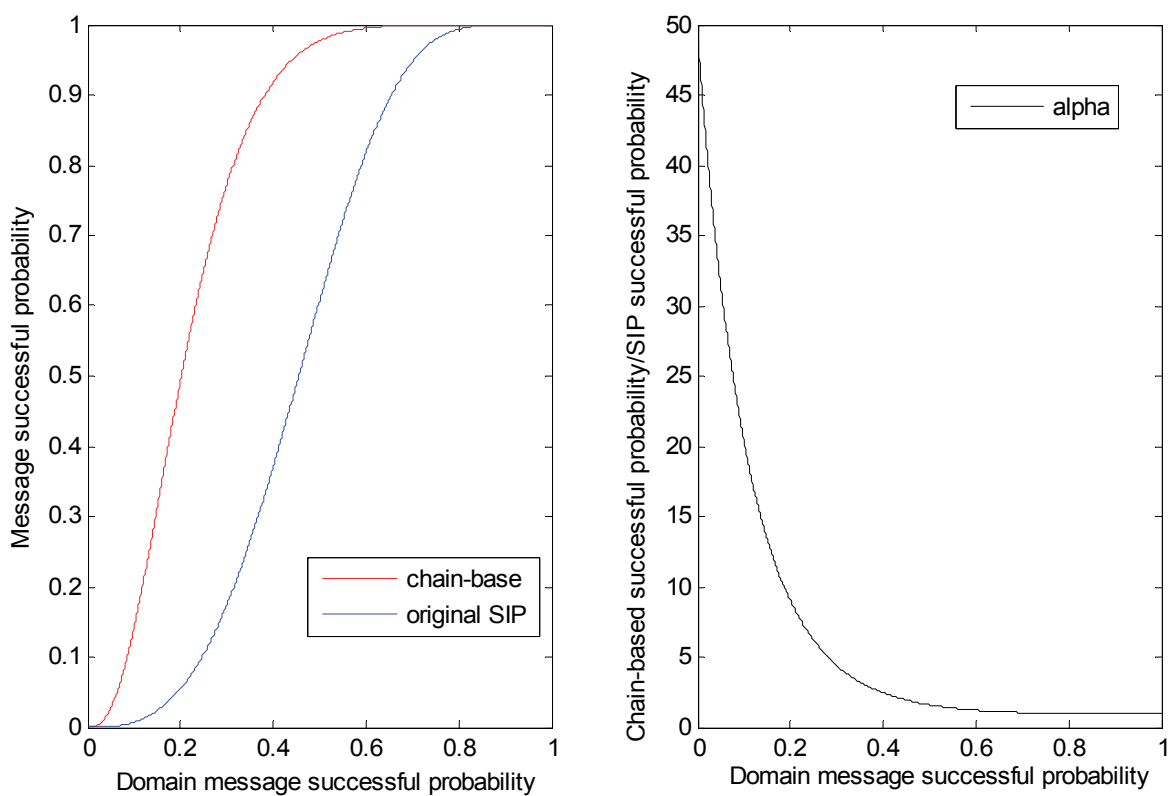 1
0.9
0.8
0.7
0.6
0.5
0.4
0.3
0.2
0.1
0
Message successful probability
chain-base
original SIP
0 0.2 0.4 0.6 0.8 1
Domain message successful probability
50
45
40
35
30
25
20
15
10
5
0
Chain-based successful probability/SIP successful probability
alpha
0 0.2 0.4 0.6 0.8 1
Domain message successful probability